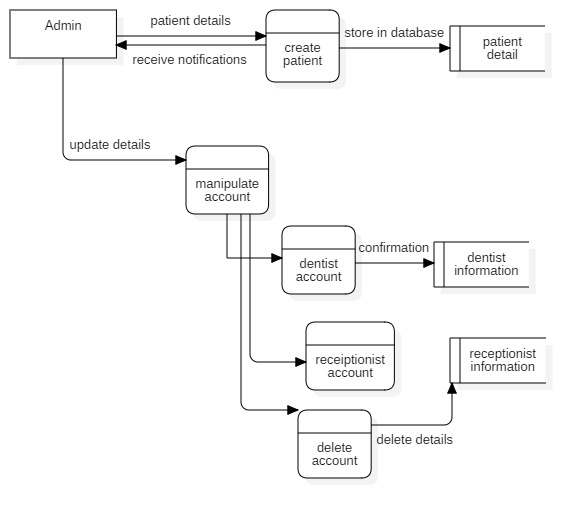 Admin
patient details
receive notifications
create
patient
store in database
patient
detail
update details
manipulate
account
dentist
account
confirmation
dentist
information
receiptionist
account
receptionist
information
delete
account
delete details